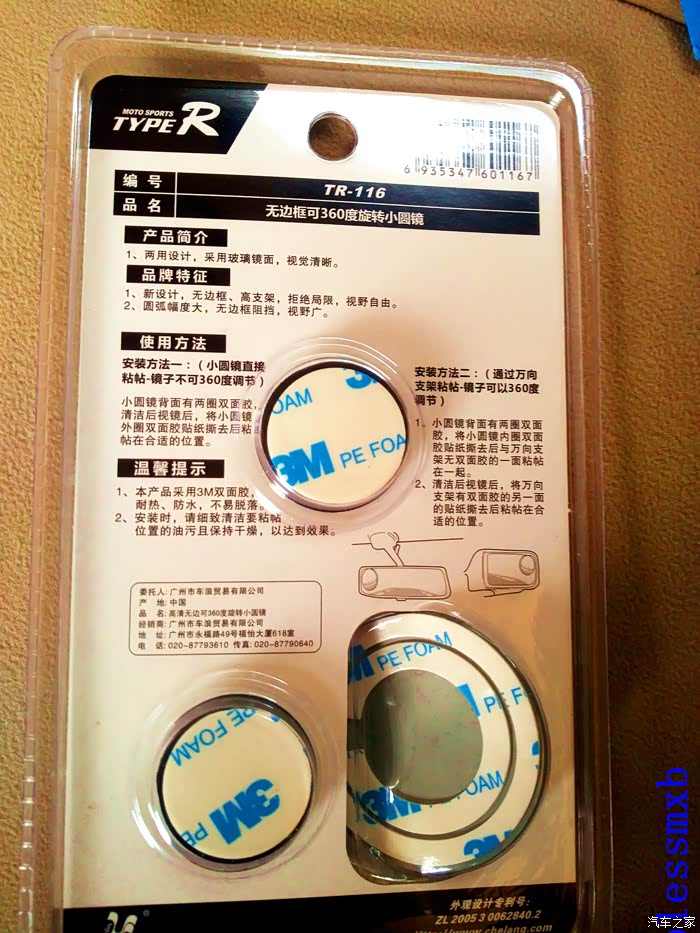 MOTO SPORTS
TYPE R
6 935347 601167
编 号 TR-116
品 名 无边框可360度旋转小圆镜
产品简介
1、两用设计，采用玻璃镜面，视觉清晰。
品牌特征
1、新设计，无边框、高支架，拒绝局限，视野自由。
2、圆弧幅度大，无边框阻挡，视野广。
使用方法
安装方法一：（小圆镜直接
粘帖-镜子不可360度调节）
小圆镜背面有两圈双面胶，
清洁后视镜后，将小圆镜
外圈双面胶贴纸撕去后粘
帖在合适的位置。
温馨提示
1、本产品采用3M双面胶，
耐热、防水，不易脱落。
2、安装时，请细致清洁要粘帖
位置的油污且保持干燥，以达到效果。
安装方法二：（通过万向
支架粘帖-镜子可以360度
调节）
1、小圆镜背面有两圈双面
胶，将小圆镜内圈双面
胶贴纸撕去后与万向支
架无双面胶的一面粘帖
在一起。
2、清洁后视镜后，将万向
支架有双面胶的另一面
的贴纸撕去后粘帖在合
适的位置。
OAM
3M PE FOA
委托人：广州市车浪贸易有限公司
产 地：中国
品 名：高清无边可360度旋转小圆镜
经销商：广州市车浪贸易有限公司
地 址：广州市永福路49号福怡大厦618室
电 话：020-87793610 传真：020-87790640
3M PE FOAM
PE F
FOAM
PE FOAM
3M PE
外观设计专利号：
ZL 2005 3 0062840.2
Http://www.chelang.com
lessmxb
汽车之家